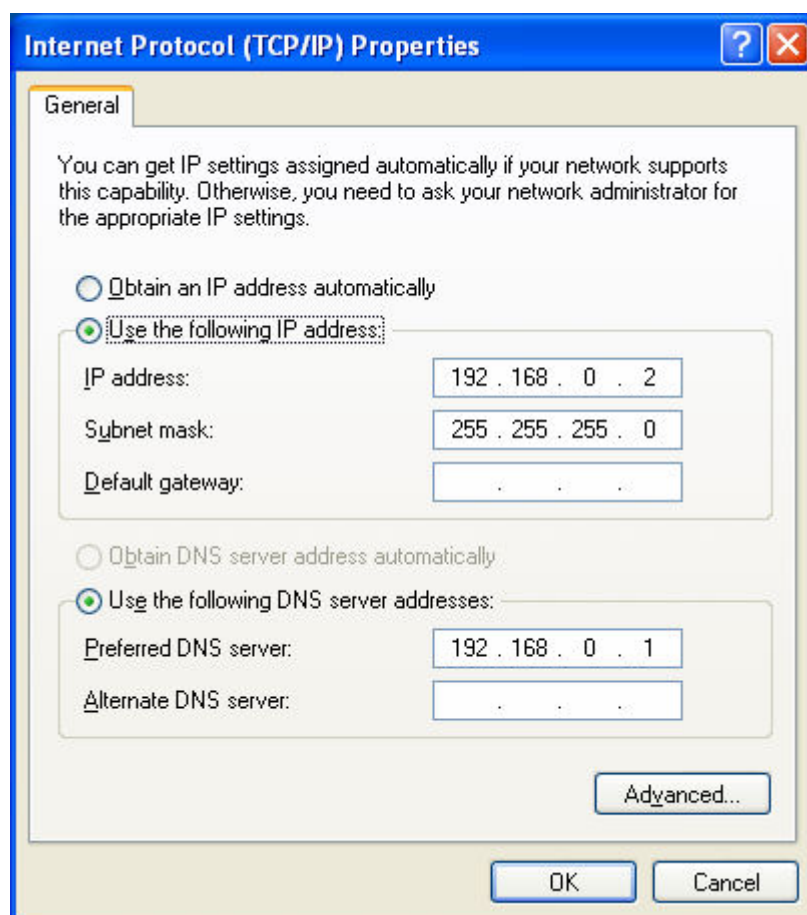 Internet Protocol (TCP/IP) Properties
General
You can get IP settings assigned automatically if your network supports
this capability. Otherwise, you need to ask your network administrator for
the appropriate IP settings.
Obtain an IP address automatically
Use the following IP address:
IP address: 192 . 168 . 0 . 2
Subnet mask: 255 . 255 . 255 . 0
Default gateway: . . .
Obtain DNS server address automatically
Use the following DNS server addresses:
Preferred DNS server: 192 . 168 . 0 . 1
Alternate DNS server: . . .
Advanced...
OK Cancel